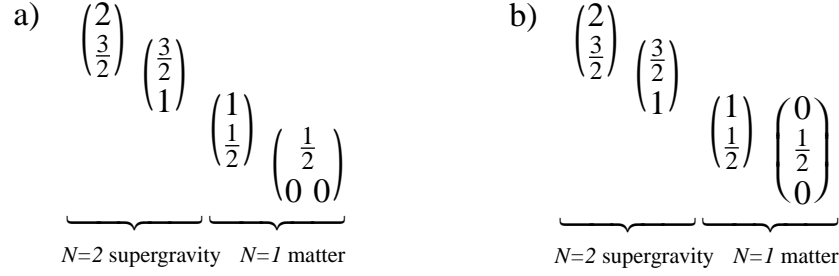 a) (2 3/2) (3/2 1) (1 1/2) (1/2 0 0)
N=2 supergravity N=1 matter
b) (2 3/2) (3/2 1) (1 1/2) (0 1/2 0)
N=2 supergravity N=1 matter